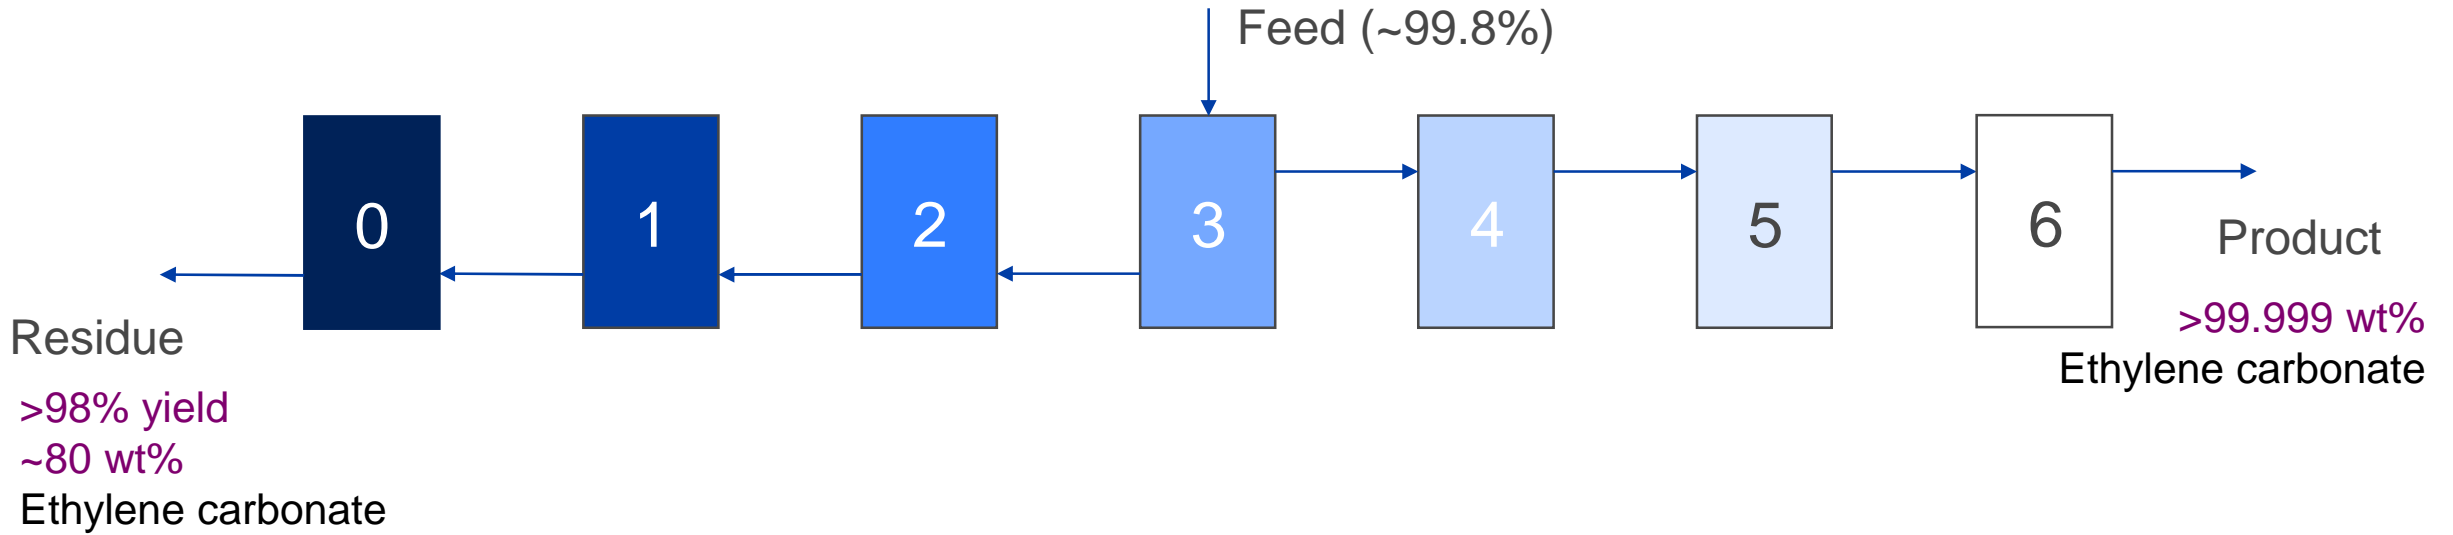 Feed (~99.8%)
0
1
2
3
4
5
6
Product
>99.999 wt%
Ethylene carbonate
Residue
>98% yield
~80 wt%
Ethylene carbonate